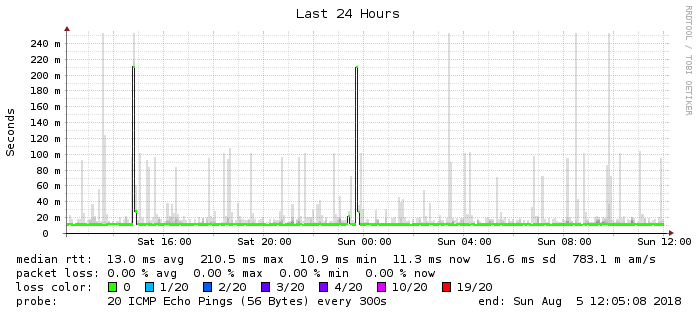 Last 24 Hours
RRDTOOL / TOBI OETIKER
Seconds
240 m
220 m
200 m
180 m
160 m
140 m
120 m
100 m
80 m
60 m
40 m
20 m
0
Sat 16:00 Sat 20:00 Sun 00:00 Sun 04:00 Sun 08:00 Sun 12:00
median rtt: 13.0 ms avg 210.5 ms max 10.9 ms min 11.3 ms now 16.6 ms sd 783.1 m am/s
packet loss: 0.00 % avg 0.00 % max 0.00 % min 0.00 % now
loss color: 0 1/20 2/20 3/20 4/20 10/20 19/20
probe: 20 ICMP Echo Pings (56 Bytes) every 300s end: Sun Aug 5 12:05:08 2018